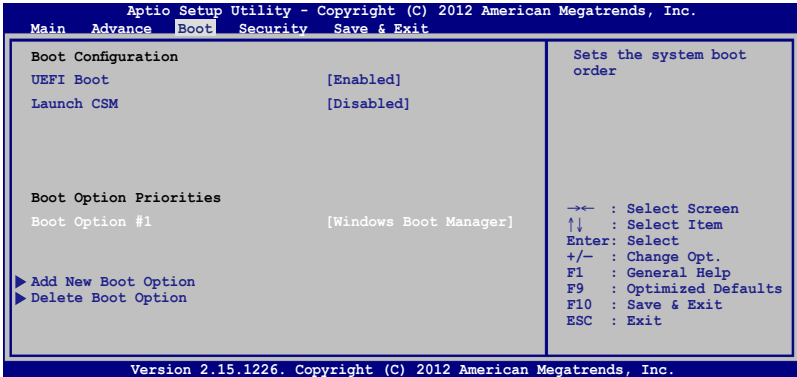 Aptio Setup Utility - Copyright (C) 2012 American Megatrends, Inc.
Main Advance Boot Security Save & Exit
Boot Configuration
UEFI Boot [Enabled]
Launch CSM [Disabled]
Boot Option Priorities
Boot Option #1 [Windows Boot Manager]
Add New Boot Option
Delete Boot Option
Sets the system boot
order
→← : Select Screen
↑↓ : Select Item
Enter: Select
+/— : Change Opt.
F1 : General Help
F9 : Optimized Defaults
F10 : Save & Exit
ESC : Exit
Version 2.15.1226. Copyright (C) 2012 American Megatrends, Inc.